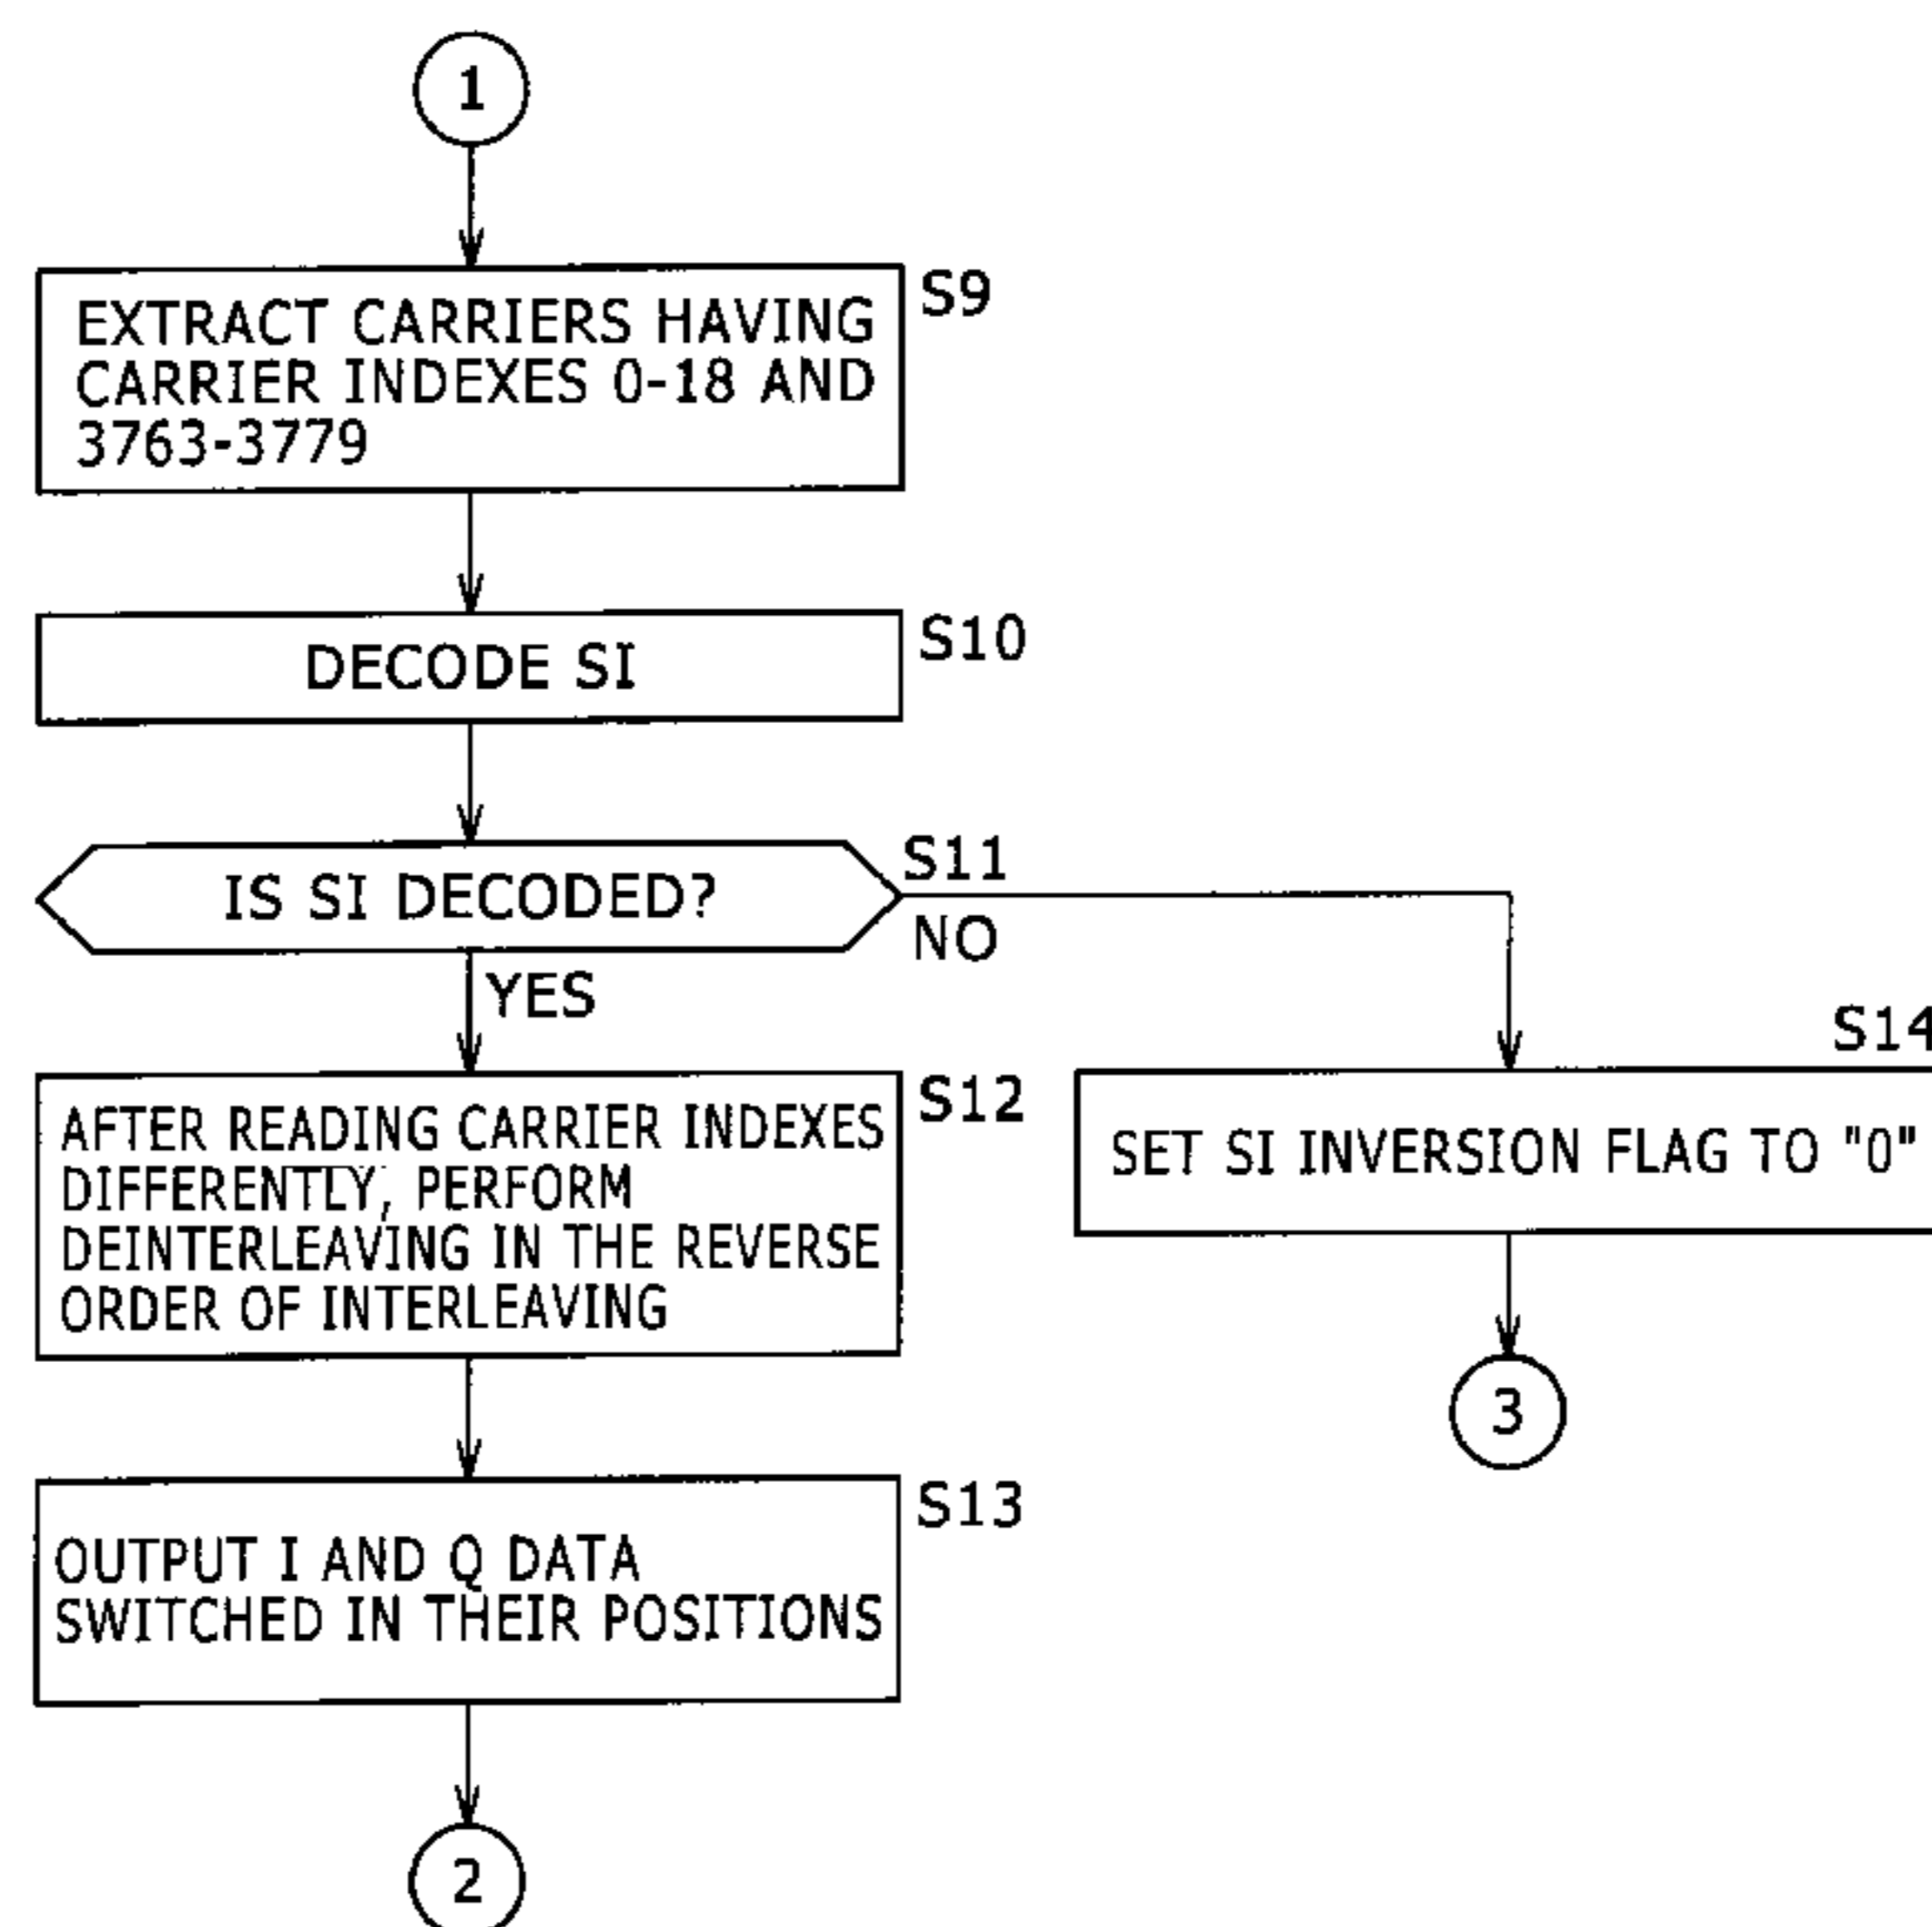 1
EXTRACT CARRIERS HAVING
CARRIER INDEXES 0-18 AND
3763-3779
S9
DECODE SI
S10
IS SI DECODED?
S11
NO
YES
AFTER READING CARRIER INDEXES
DIFFERENTLY, PERFORM
DEINTERLEAVING IN THE REVERSE
ORDER OF INTERLEAVING
S12
S14
SET SI INVERSION FLAG TO "0"
3
OUTPUT I AND Q DATA
SWITCHED IN THEIR POSITIONS
S13
2